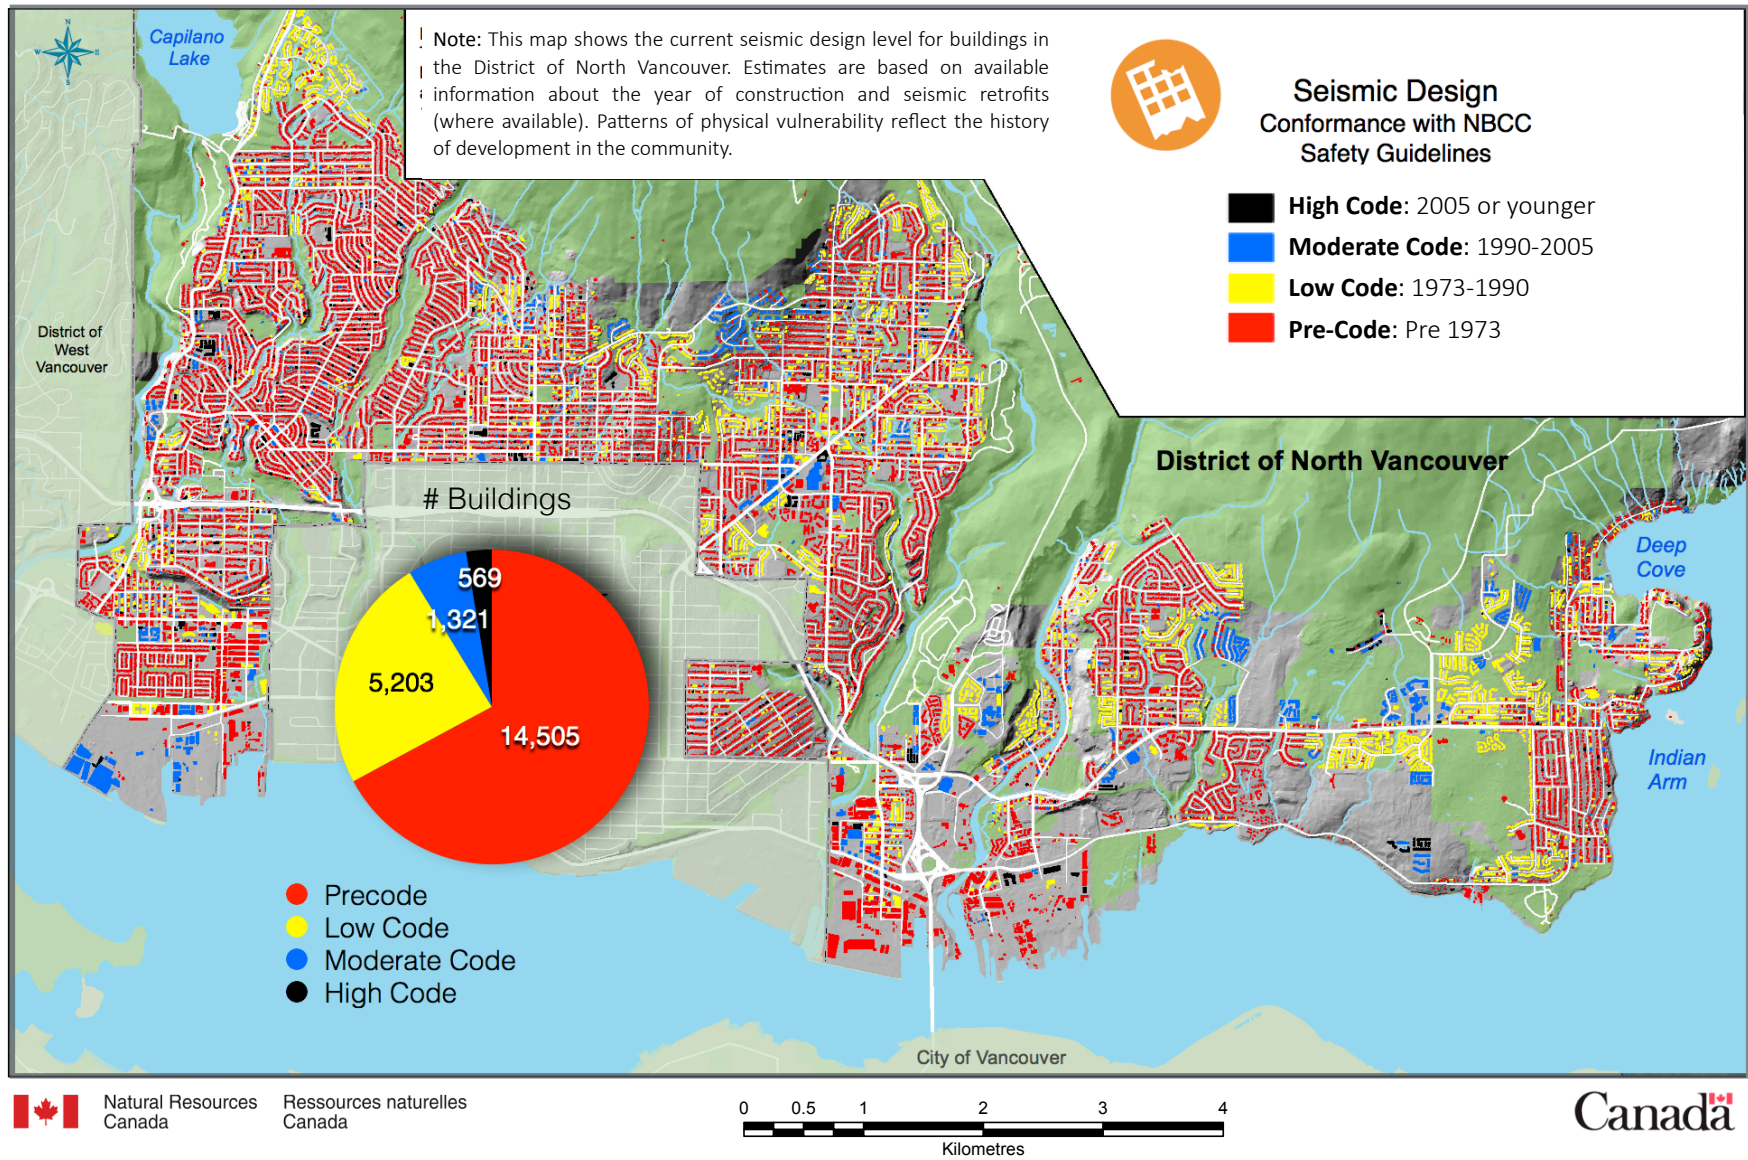 N
W
E
S
Capilano
Lake
Note: This map shows the current seismic design level for buildings in
the District of North Vancouver. Estimates are based on available
information about the year of construction and seismic retrofits
(where available). Patterns of physical vulnerability reflect the history
of development in the community.
Seismic Design
Conformance with NBCC
Safety Guidelines
High Code: 2005 or younger
Moderate Code: 1990-2005
Low Code: 1973-1990
Pre-Code: Pre 1973
District of
West
Vancouver
District of North Vancouver
# Buildings
569
1,321
5,203
14,505
Deep
Cove
Indian
Arm
Precode
Low Code
Moderate Code
High Code
City of Vancouver
Natural Resources
Canada
Ressources naturelles
Canada
0 0.5 1 2 3 4
Kilometres
Canada